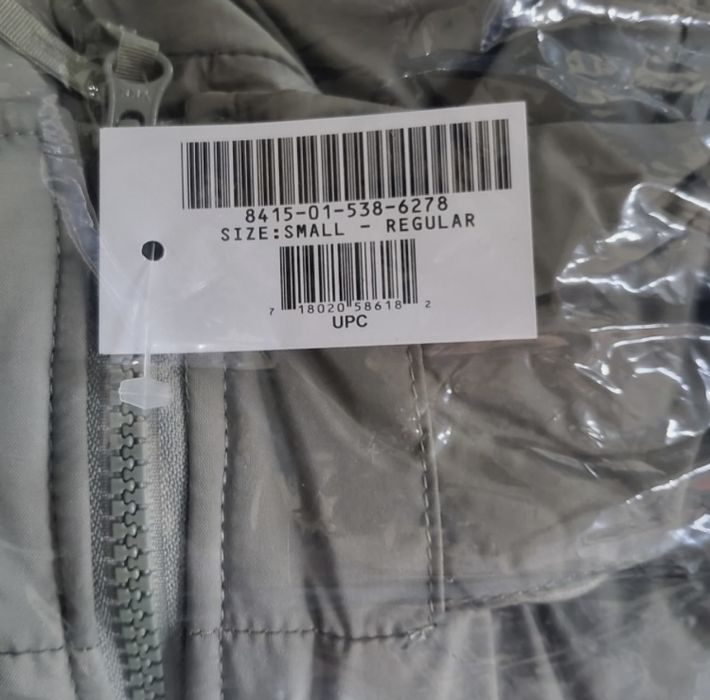 8415-01-538-6278
SIZE:SMALL - REGULAR
7 18020 58618 2
UPC